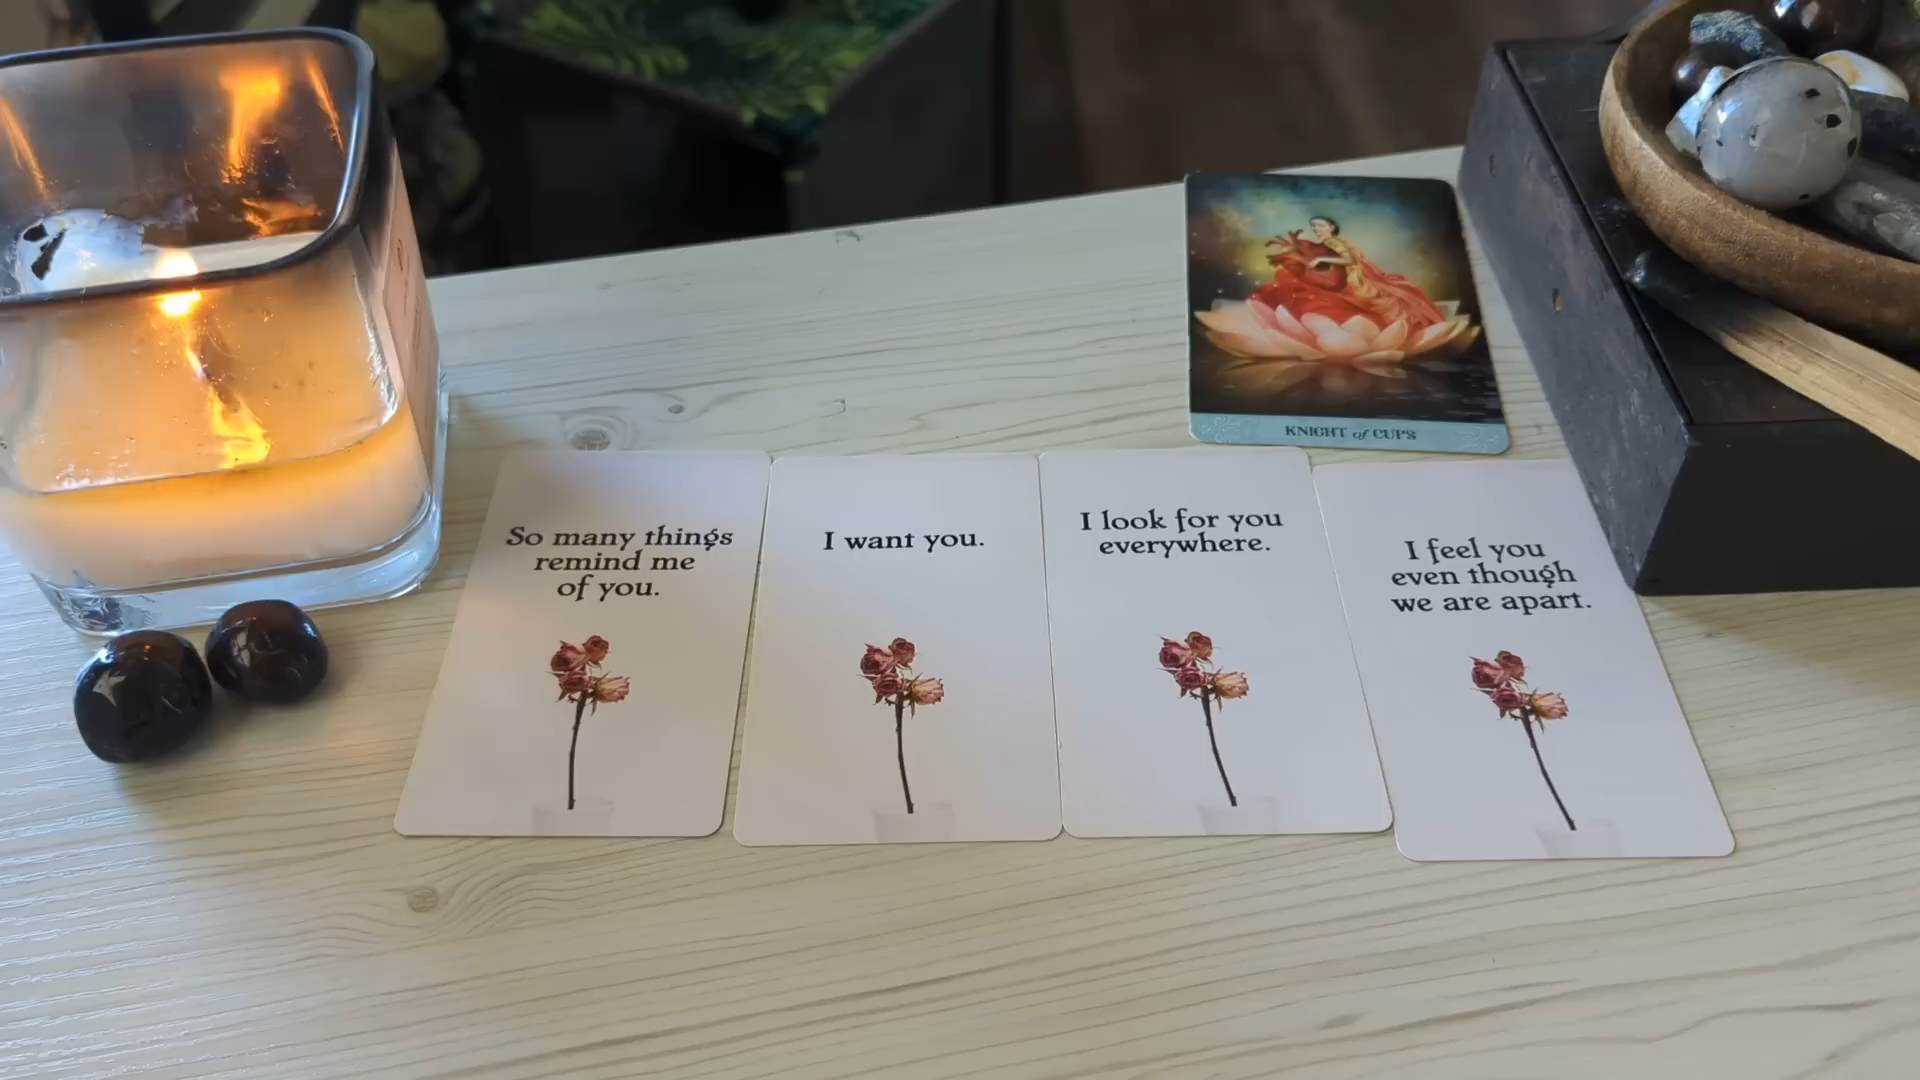 KNIGHT of CUPS
So many things
remind me
of you.
I want you.
I look for you
everywhere.
I feel you
even though
we are apart.